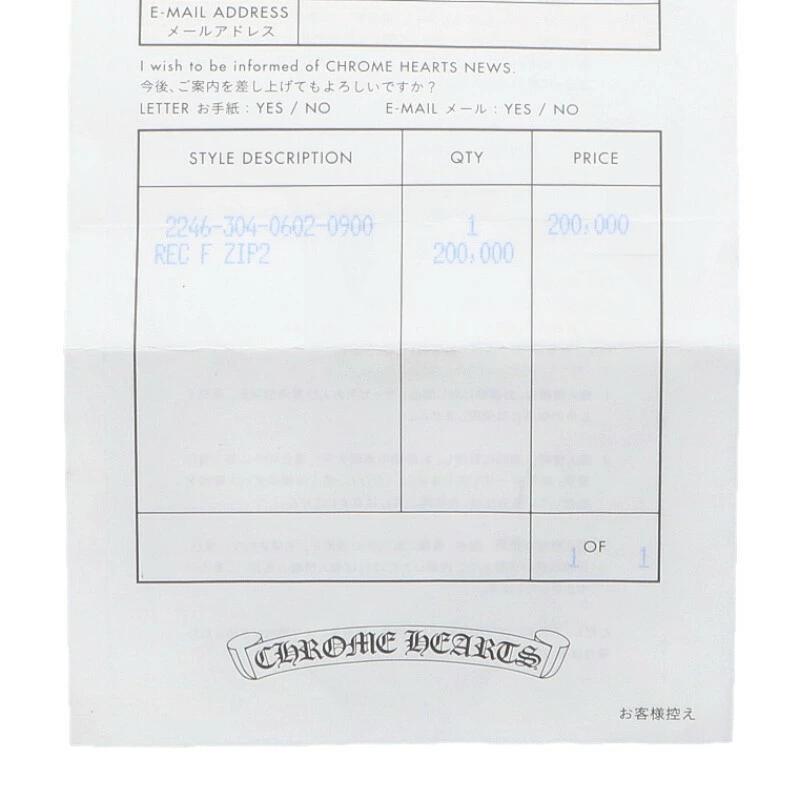 E-MAIL ADDRESS
メールアドレス
I wish to be informed of CHROME HEARTS NEWS.
今後、ご案内を差し上げてもよろしいですか？
LETTER お手紙：YES / NO E-MAIL メール：YES / NO
STYLE DESCRIPTION QTY PRICE
2246-304-0602-0900 1 200,000
REC F ZIP2 200,000
1 OF 1
CHROME HEARTS
お客様控え